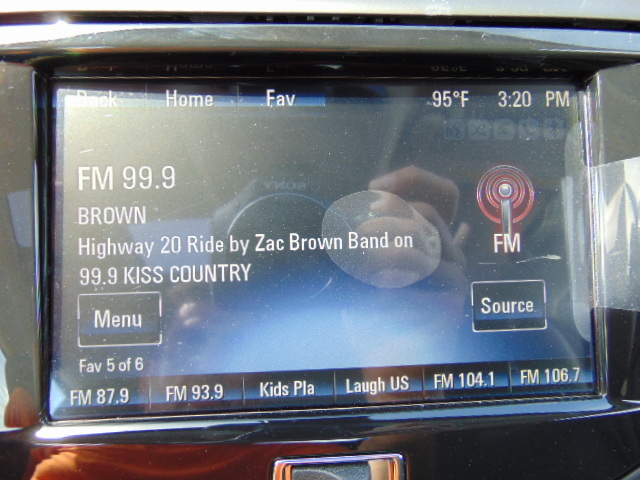 Back Home Fav 95°F 3:20 PM
FM 99.9
BROWN
Highway 20 Ride by Zac Brown Band on
99.9 KISS COUNTRY
FM
Menu
Source
Fav 5 of 6
FM 87.9 FM 93.9 Kids Pla Laugh US FM 104.1 FM 106.7
SONY